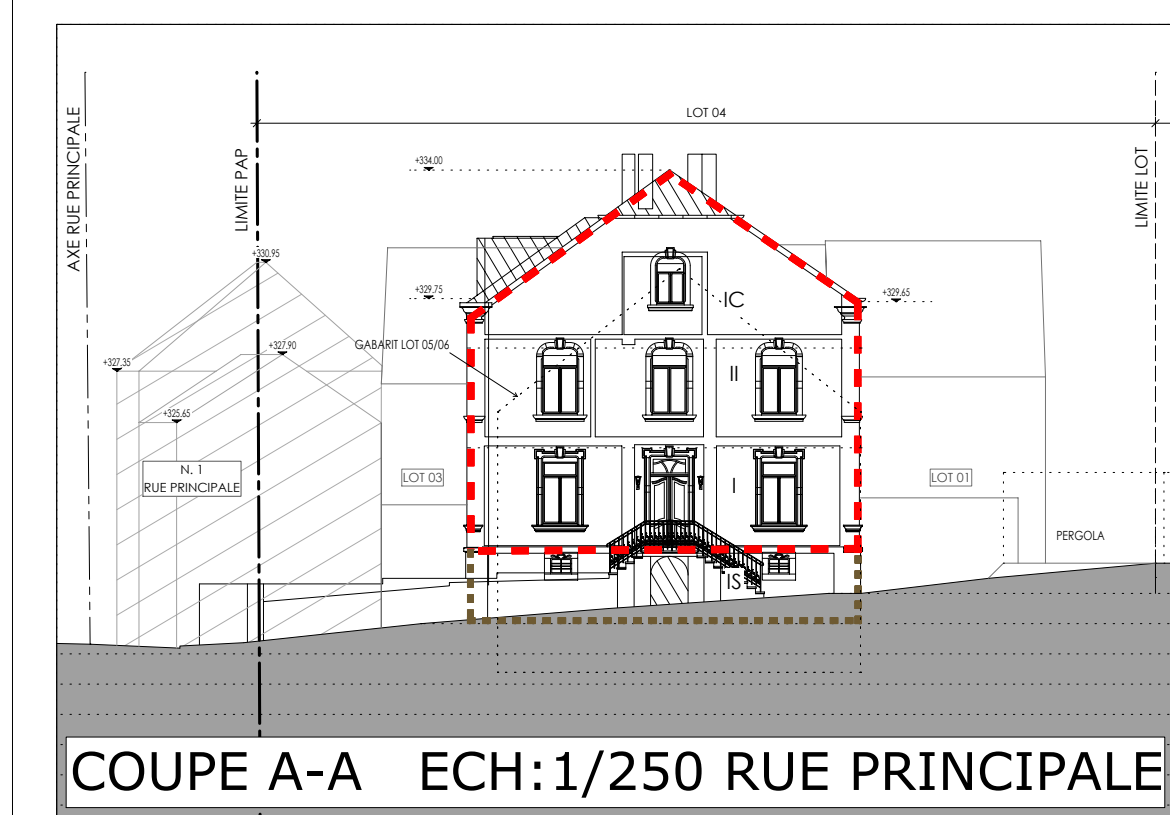 LOT 04
AXE RUE PRINCIPALE
LIMITE PAP
LIMITE LOT
+334.00
+330.95
+329.75
+329.65
IC
GABARIT LOT 05/06
+327.90
+327.35
II
+325.65
N. 1
RUE PRINCIPALE
LOT 03
I
LOT 01
PERGOLA
IS
COUPE A-A ECH:1/250 RUE PRINCIPALE